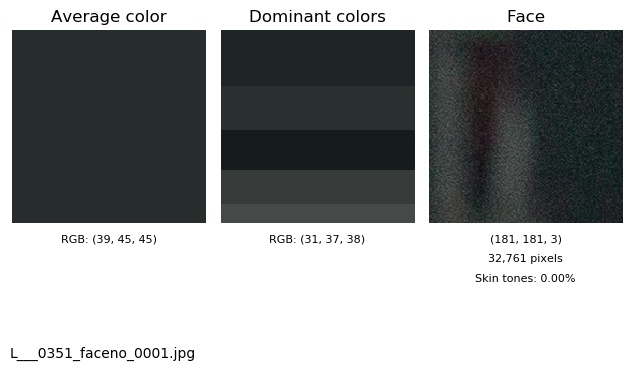 Average color
Dominant colors
Face
RGB: (39, 45, 45)
RGB: (31, 37, 38)
(181, 181, 3)
32,761 pixels
Skin tones: 0.00%
L___0351_faceno_0001.jpg